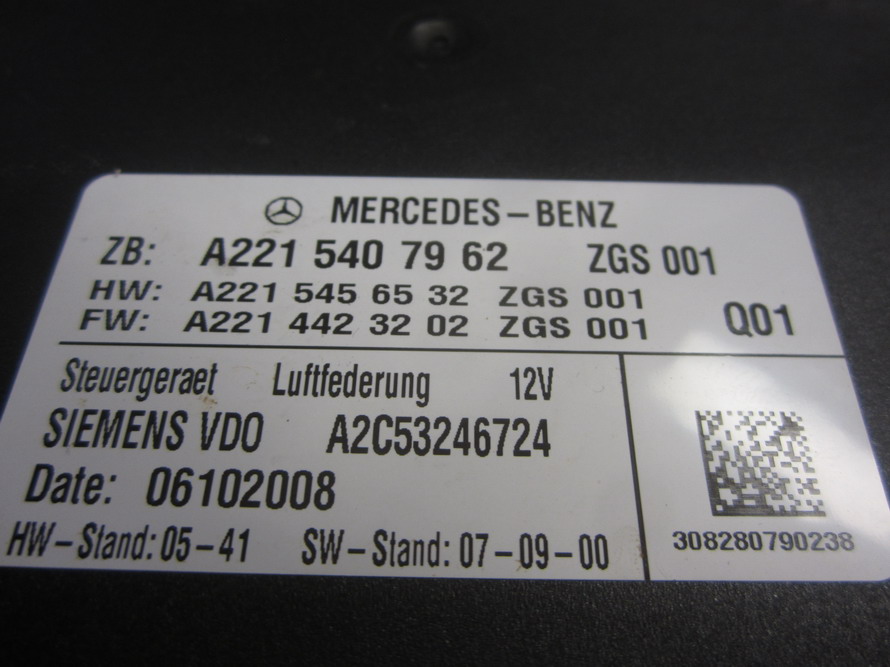 MERCEDES-BENZ
ZB: A221 540 79 62 ZGS 001
HW: A221 545 65 32 ZGS 001
FW: A221 442 32 02 ZGS 001 Q01
Steuergeraet Luftfederung 12V
SIEMENS VDO A2C53246724
Date: 06102008
HW-Stand: 05-41 SW-Stand: 07-09-00
308280790238